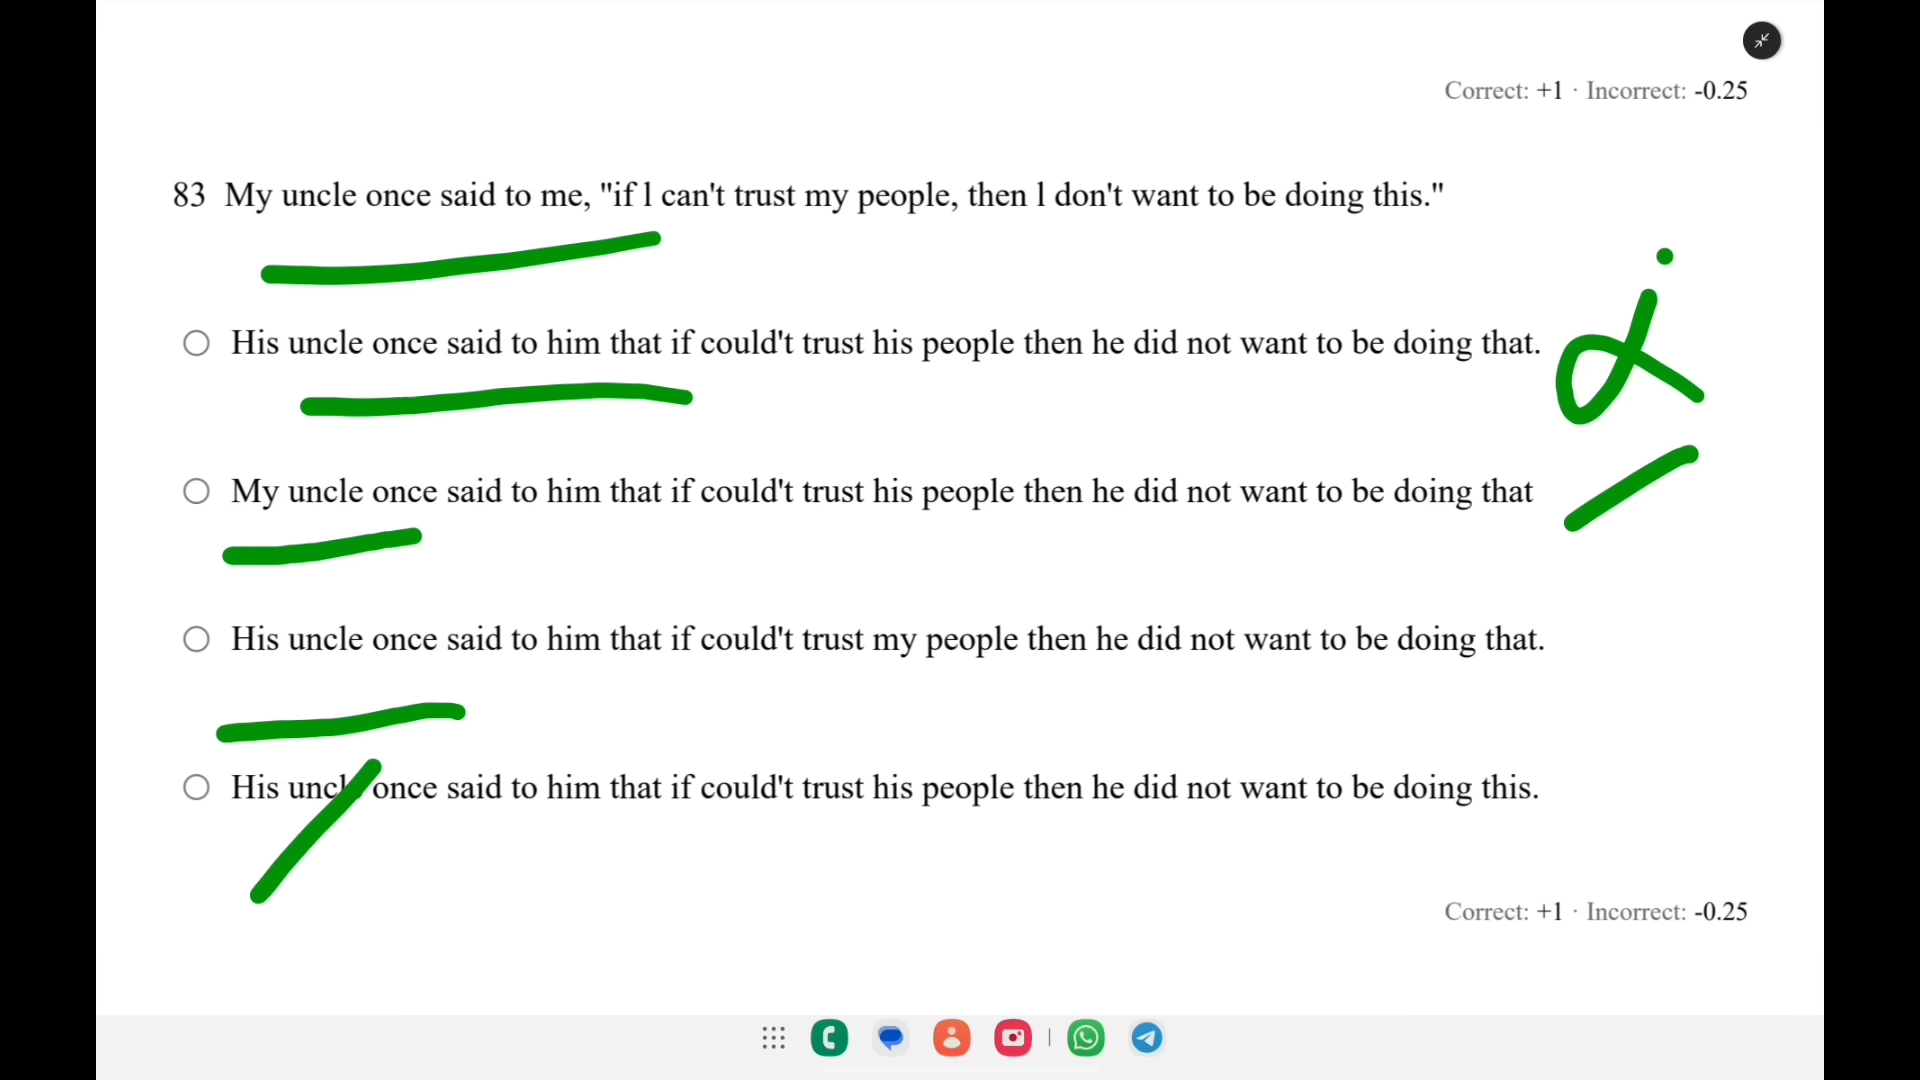 Correct: +1 · Incorrect: -0.25
83 My uncle once said to me, "if l can't trust my people, then l don't want to be doing this."
His uncle once said to him that if could't trust his people then he did not want to be doing that.
My uncle once said to him that if could't trust his people then he did not want to be doing that
His uncle once said to him that if could't trust my people then he did not want to be doing that.
His uncle once said to him that if could't trust his people then he did not want to be doing this.
Correct: +1 · Incorrect: -0.25